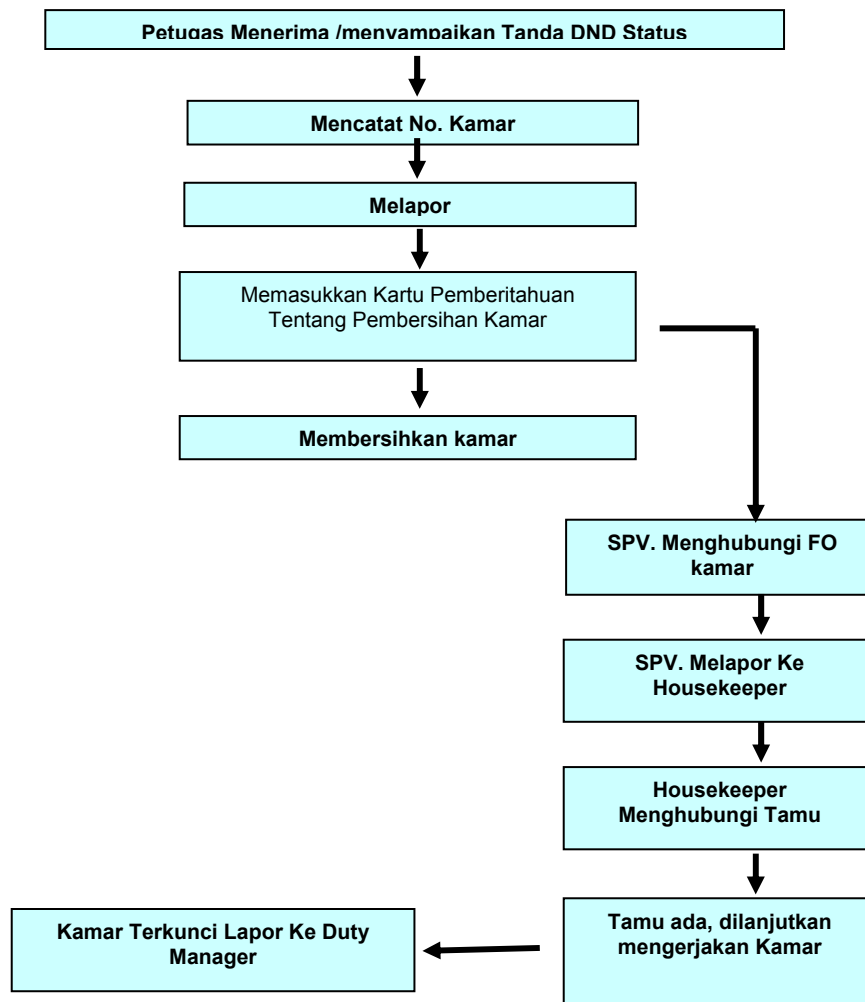 Petugas Menerima /menyampaikan Tanda DND Status
Mencatat No. Kamar
Melapor
Memasukkan Kartu Pemberitahuan
Tentang Pembersihan Kamar
Membersihkan kamar
SPV. Menghubungi FO
kamar
SPV. Melapor Ke
Housekeeper
Housekeeper
Menghubungi Tamu
Tamu ada, dilanjutkan
mengerjakan Kamar
Kamar Terkunci Lapor Ke Duty
Manager